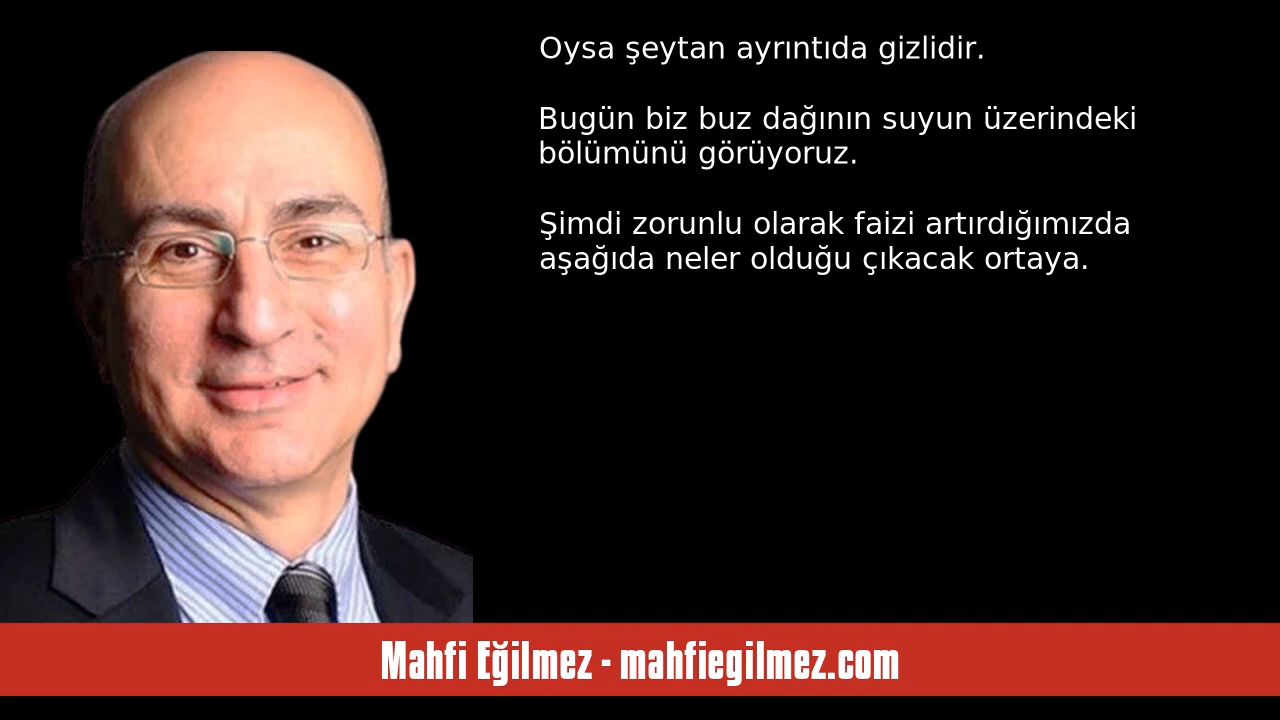 Oysa şeytan ayrıntıda gizlidir.
Bugün biz buz dağının suyun üzerindeki
bölümünü görüyoruz.
Şimdi zorunlu olarak faizi artırdığımızda
aşağıda neler olduğu çıkacak ortaya.
Mahfi Eğilmez - mahfiegilmez.com